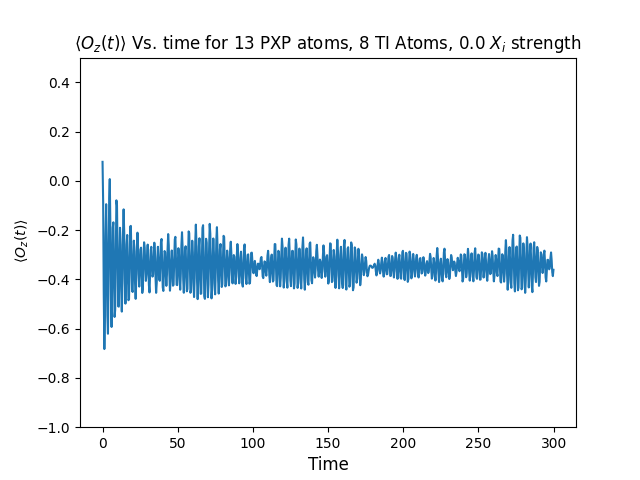 ⟨O_z(t)⟩ Vs. time for 13 PXP atoms, 8 TI Atoms, 0.0 X_i strength
⟨O_z(t)⟩
0.4
0.2
0.0
−0.2
−0.4
−0.6
−0.8
−1.0
0 50 100 150 200 250 300
Time